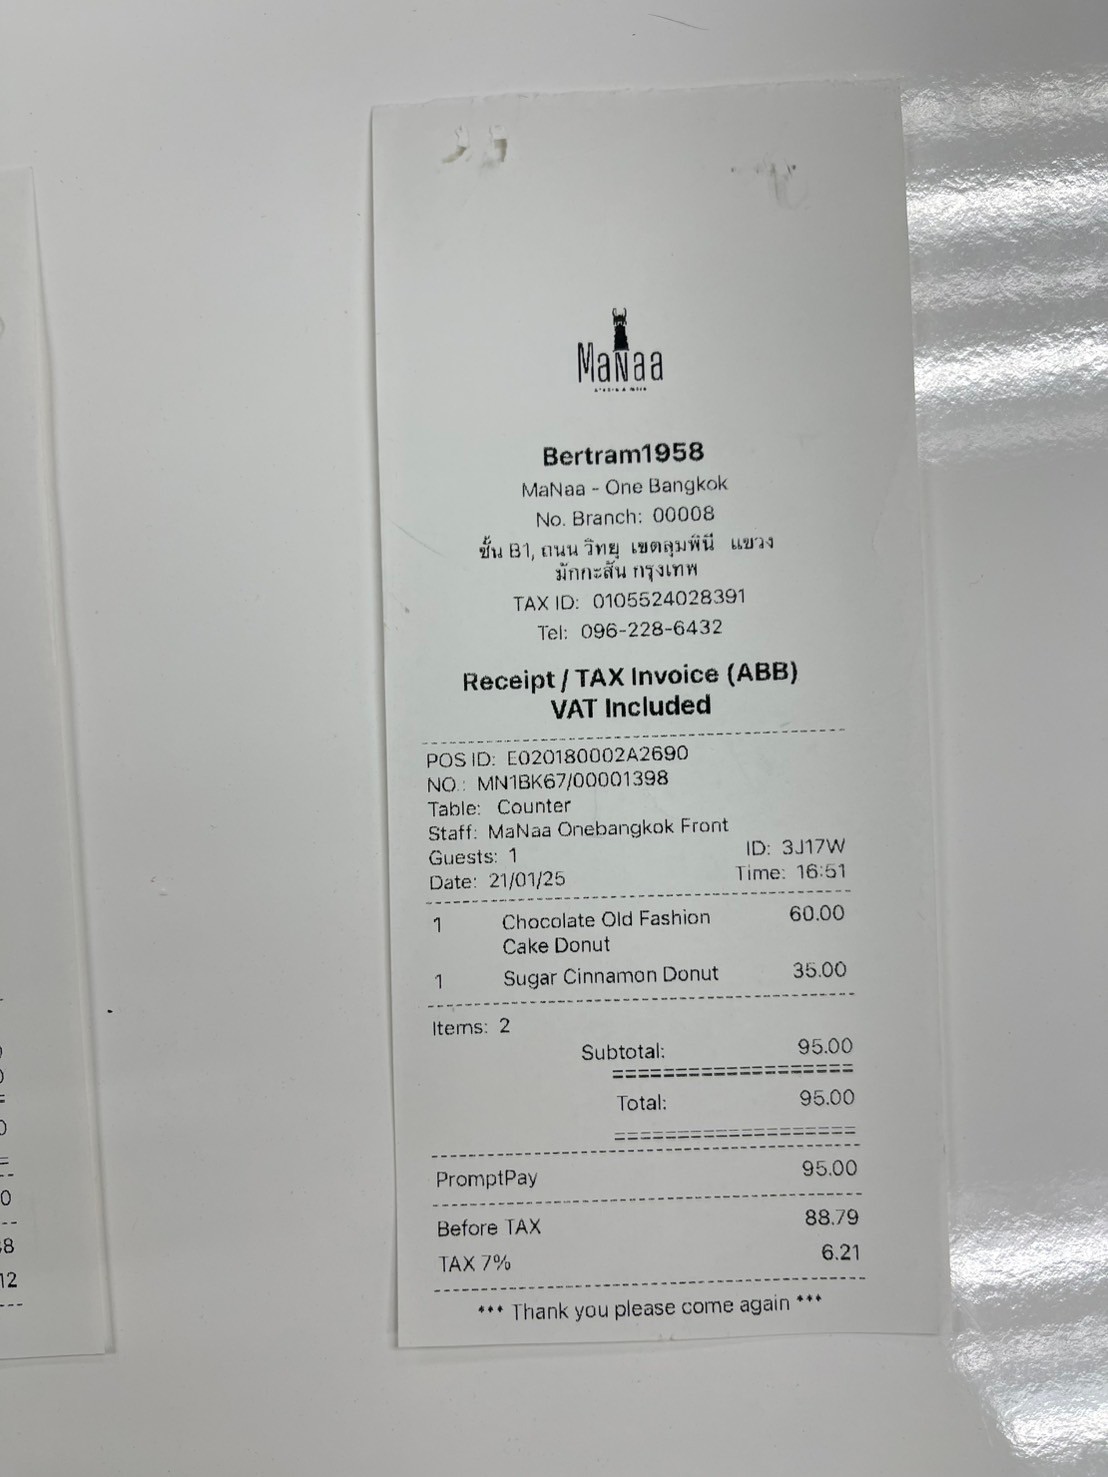 MaNaa
Bertram1958
MaNaa - One Bangkok
No. Branch: 00008
ชั้น B1, ถนน วิทยุ เขตลุมพินี แขวง
มักกะสัน กรุงเทพ
TAX ID: 0105524028391
Tel: 096-228-6432
Receipt / TAX Invoice (ABB)
VAT Included
POS ID: E020180002A2690
NO.: MN1BK67/00001398
Table: Counter
Staff: MaNaa Onebangkok Front
Guests: 1 ID: 3J17W
Date: 21/01/25 Time: 16:51
1 Chocolate Old Fashion 60.00
Cake Donut
1 Sugar Cinnamon Donut 35.00
Items: 2
Subtotal: 95.00
===================
Total: 95.00
===================
PromptPay 95.00
Before TAX 88.79
TAX 7% 6.21
*** Thank you please come again ***